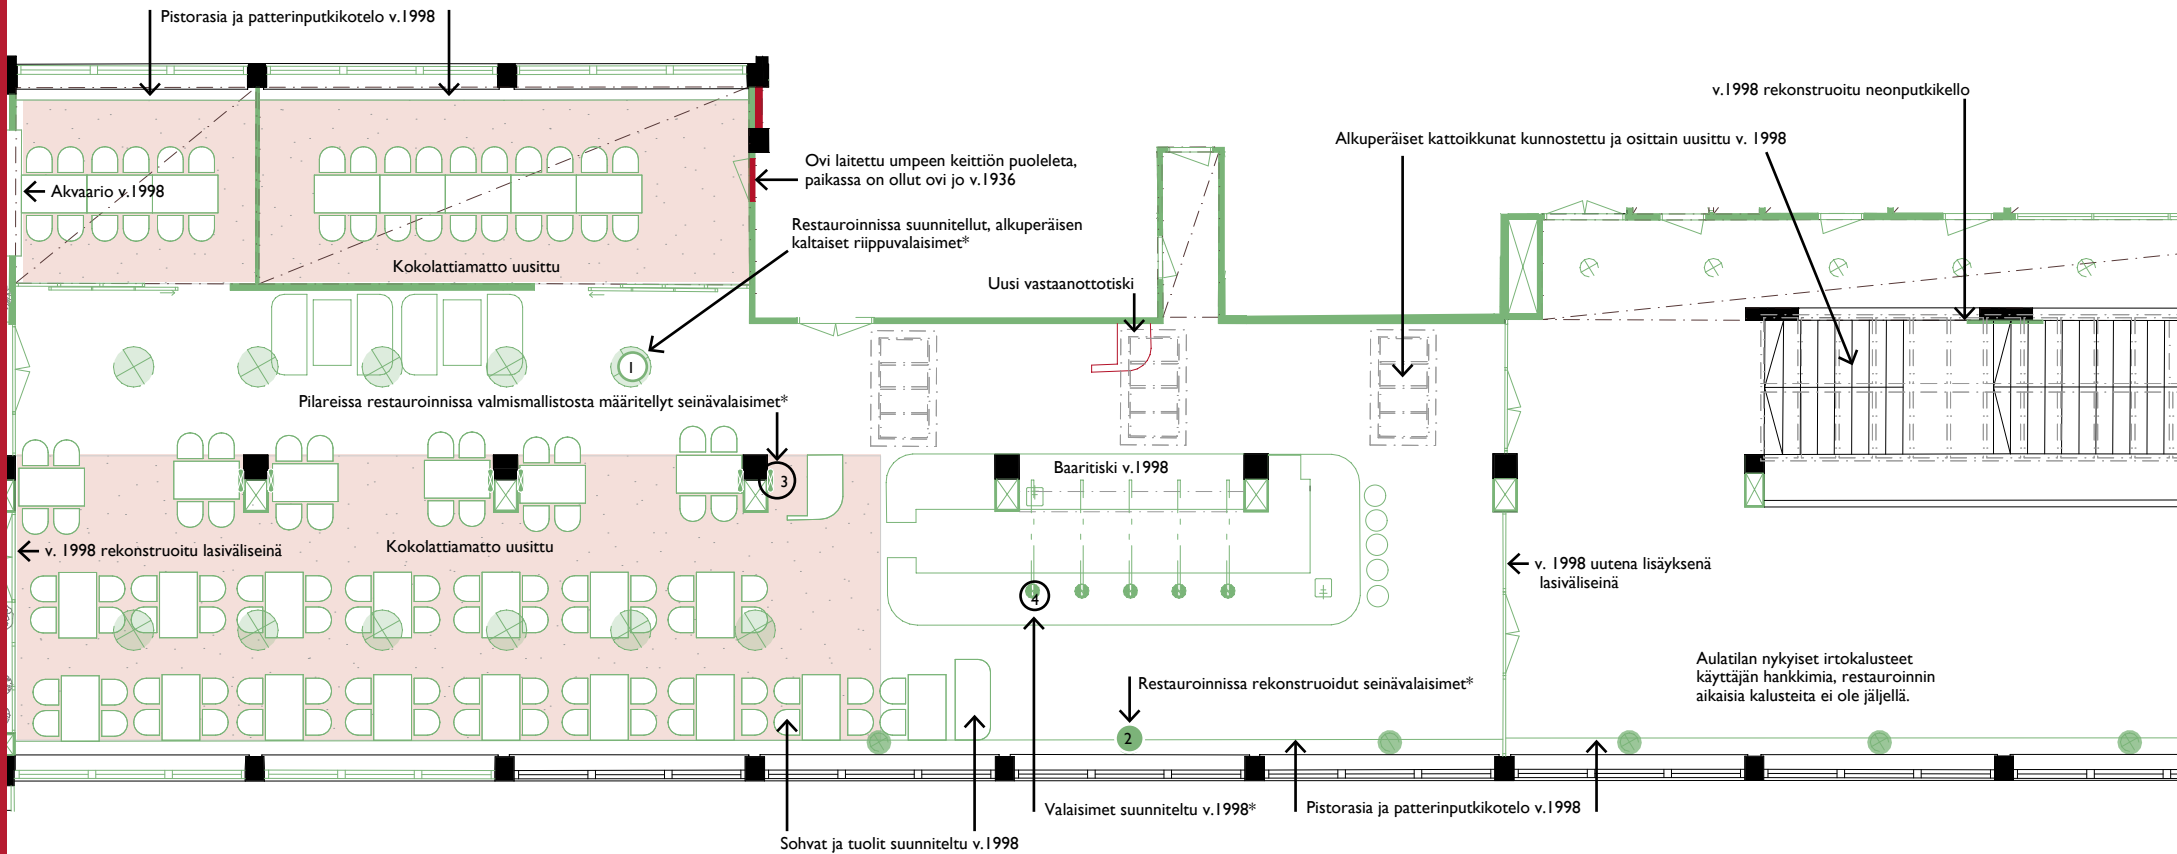 Pistorasia ja patterinputkikotelo v.1998
v.1998 rekonstruoitu neonputkikello
Alkuperäiset kattoikkunat kunnostettu ja osittain uusittu v. 1998
Ovi laitettu umpeen keittiön puoleleta,
paikassa on ollut ovi jo v.1936
Akvaario v.1998
Restauroinnissa suunnitellut, alkuperäisen
kaltaiset riippuvalaisimet*
Kokolattiamatto uusittu
Uusi vastaanottotiski
1
Pilareissa restauroinnissa valmismallistosta määritellyt seinävalaisimet*
3
Baaritiski v.1998
v. 1998 rekonstruoitu lasiväliseinä
Kokolattiamatto uusittu
v. 1998 uutena lisäyksenä
lasiväliseinä
4
Aulatilan nykyiset irtokalusteet
käyttäjän hankkimia, restauroinnin
aikaisia kalusteita ei ole jäljellä.
Restauroinnissa rekonstruoidut seinävalaisimet*
2
Valaisimet suunniteltu v.1998*
Pistorasia ja patterinputkikotelo v.1998
Sohvat ja tuolit suunniteltu v.1998